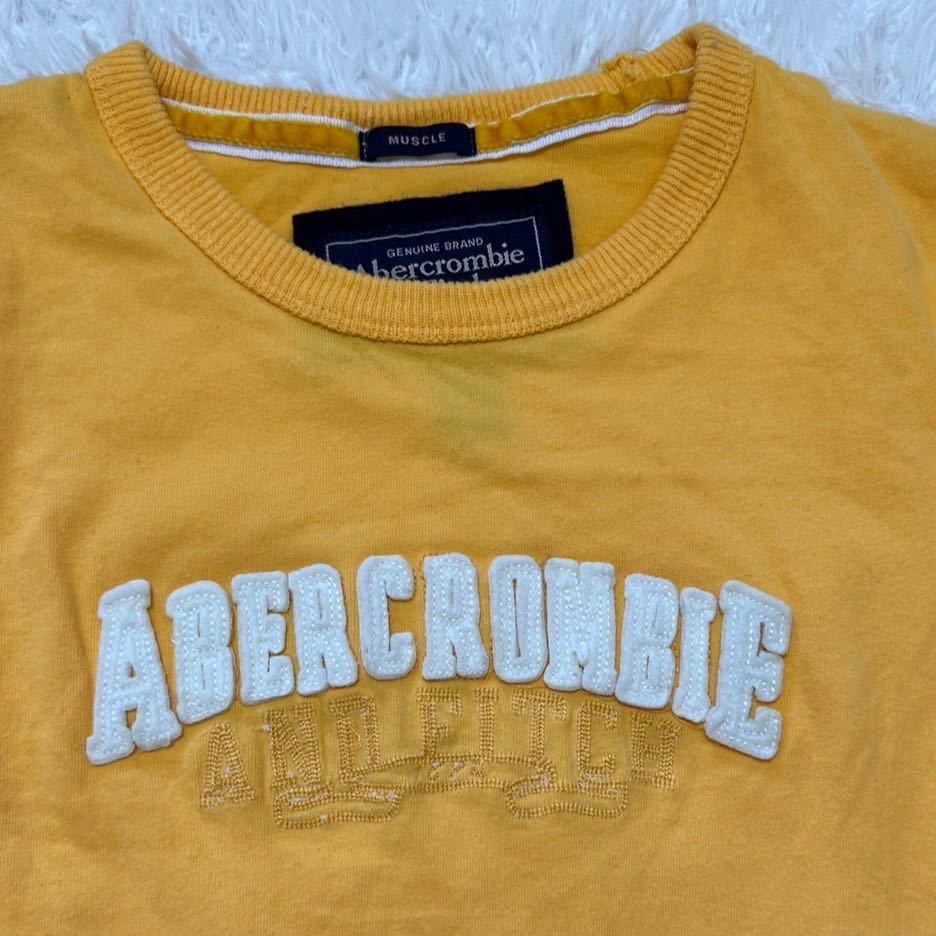 MUSCLE
GENUINE BRAND
Abercrombie
ABERCROMBIE
AND FITCH